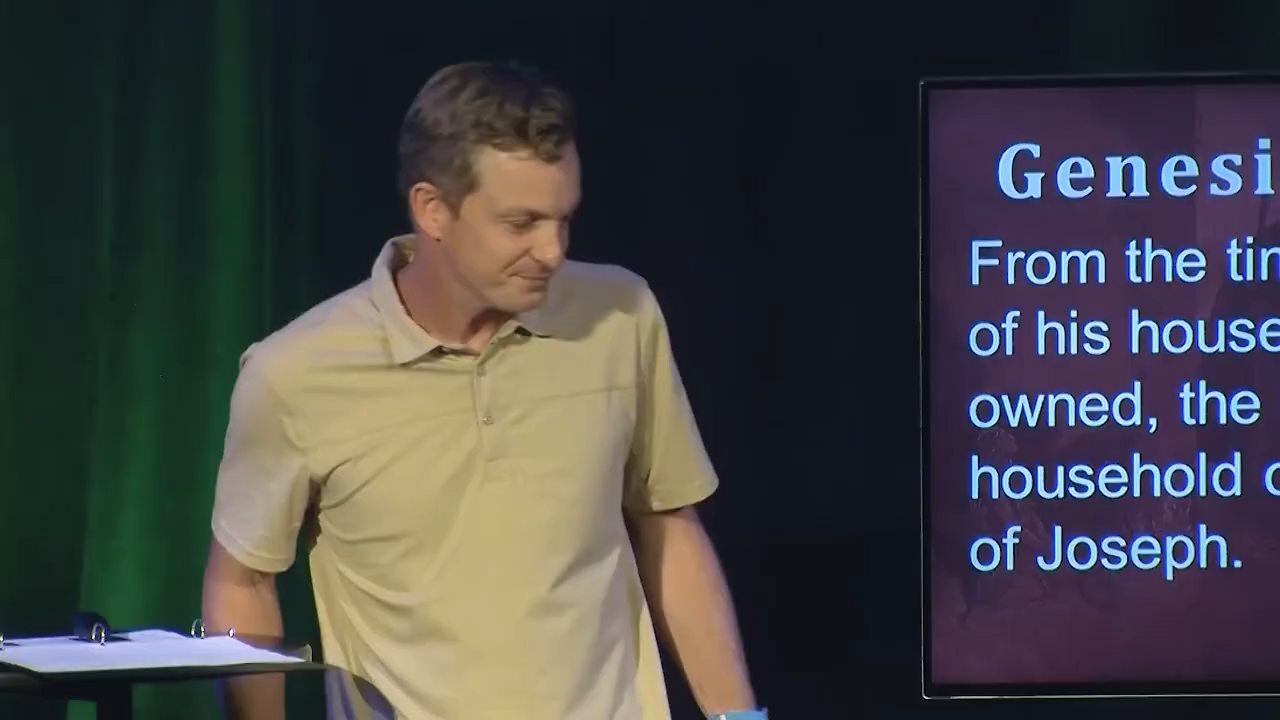 Genesi
From the tim
of his house
owned, the
household o
of Joseph.